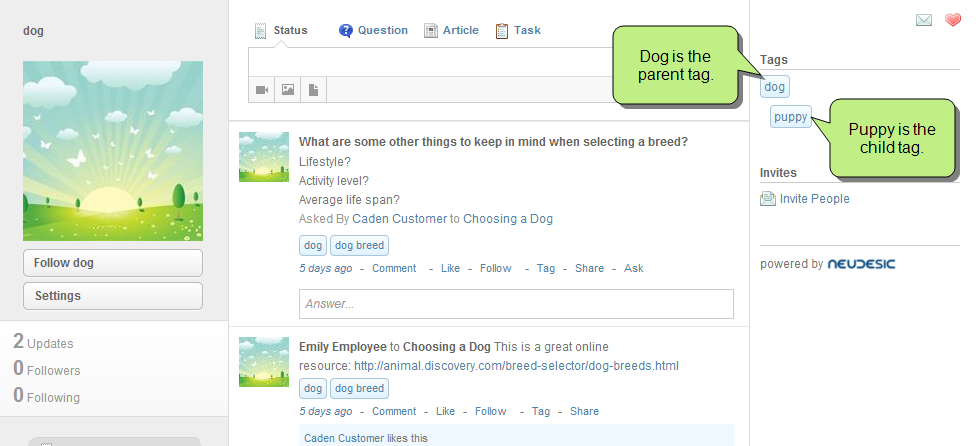 dog
Follow dog
Settings
2 Updates
0 Followers
0 Following
Status Question Article Task
What are some other things to keep in mind when selecting a breed?
Lifestyle?
Activity level?
Average life span?
Asked By Caden Customer to Choosing a Dog
dog dog breed
5 days ago - Comment - Like - Follow - Tag - Share - Ask
Answer...
Emily Employee to Choosing a Dog This is a great online
resource: http://animal.discovery.com/breed-selector/dog-breeds.html
dog dog breed
5 days ago - Comment - Like - Follow - Tag - Share
Caden Customer likes this
Dog is the
parent tag.
Tags
dog
puppy
Puppy is the
child tag.
Invites
Invite People
powered by NEUDESIC